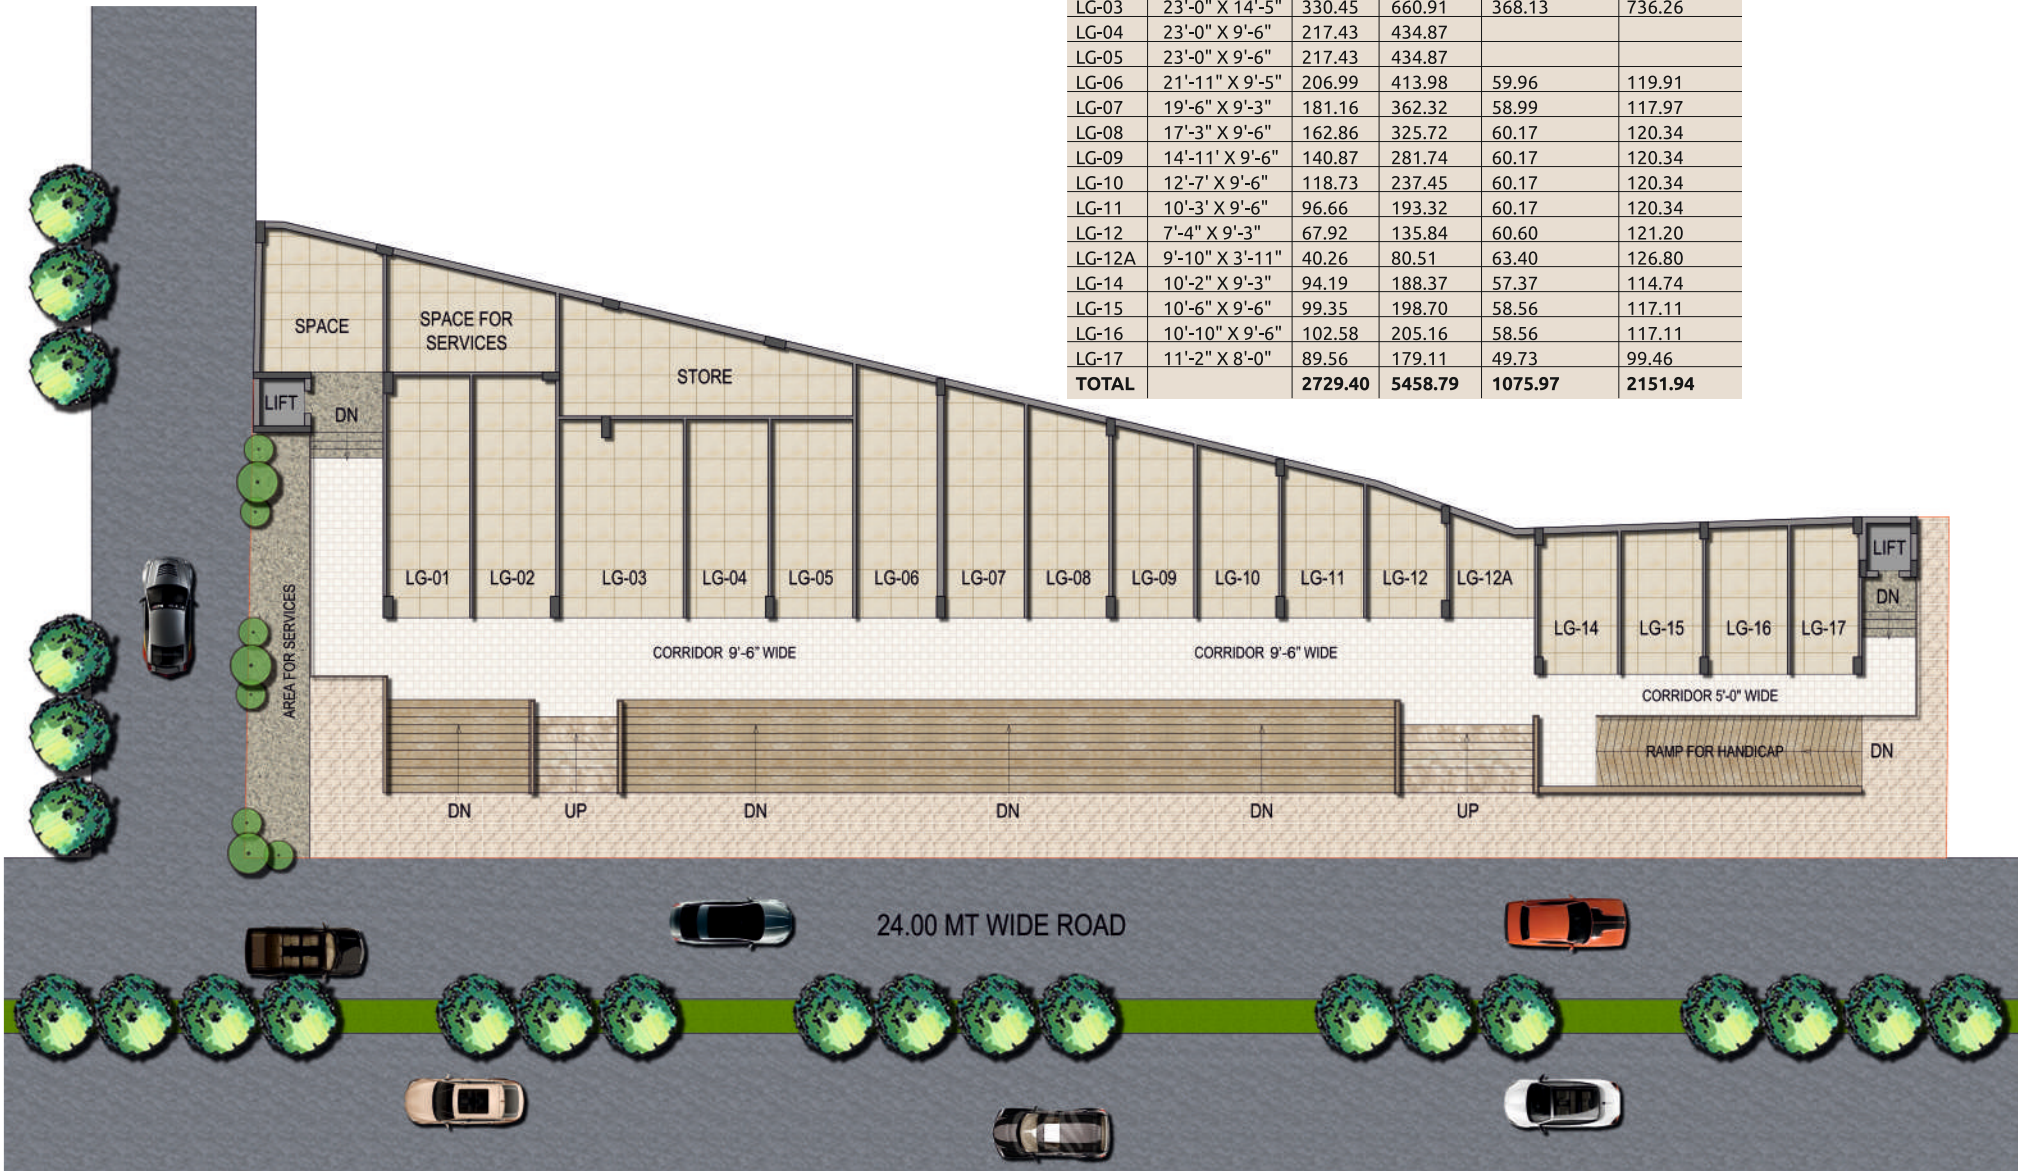 LG-03 23'-0" X 14'-5" 330.45 660.91 368.13 736.26
LG-04 23'-0" X 9'-6" 217.43 434.87
LG-05 23'-0" X 9'-6" 217.43 434.87
LG-06 21'-11" X 9'-5" 206.99 413.98 59.96 119.91
LG-07 19'-6" X 9'-3" 181.16 362.32 58.99 117.97
LG-08 17'-3" X 9'-6" 162.86 325.72 60.17 120.34
LG-09 14'-11' X 9'-6" 140.87 281.74 60.17 120.34
LG-10 12'-7' X 9'-6" 118.73 237.45 60.17 120.34
LG-11 10'-3' X 9'-6" 96.66 193.32 60.17 120.34
LG-12 7'-4" X 9'-3" 67.92 135.84 60.60 121.20
LG-12A 9'-10" X 3'-11" 40.26 80.51 63.40 126.80
LG-14 10'-2" X 9'-3" 94.19 188.37 57.37 114.74
LG-15 10'-6" X 9'-6" 99.35 198.70 58.56 117.11
LG-16 10'-10" X 9'-6" 102.58 205.16 58.56 117.11
LG-17 11'-2" X 8'-0" 89.56 179.11 49.73 99.46
TOTAL 2729.40 5458.79 1075.97 2151.94
SPACE
SPACE FOR
SERVICES
STORE
LIFT
DN
LG-01
LG-02
LG-03
LG-04
LG-05
LG-06
LG-07
LG-08
LG-09
LG-10
LG-11
LG-12
LG-12A
LIFT
DN
LG-14
LG-15
LG-16
LG-17
AREA FOR SERVICES
CORRIDOR 9'-6" WIDE
CORRIDOR 9'-6" WIDE
CORRIDOR 5'-0" WIDE
RAMP FOR HANDICAP
DN
DN
UP
DN
DN
DN
UP
24.00 MT WIDE ROAD